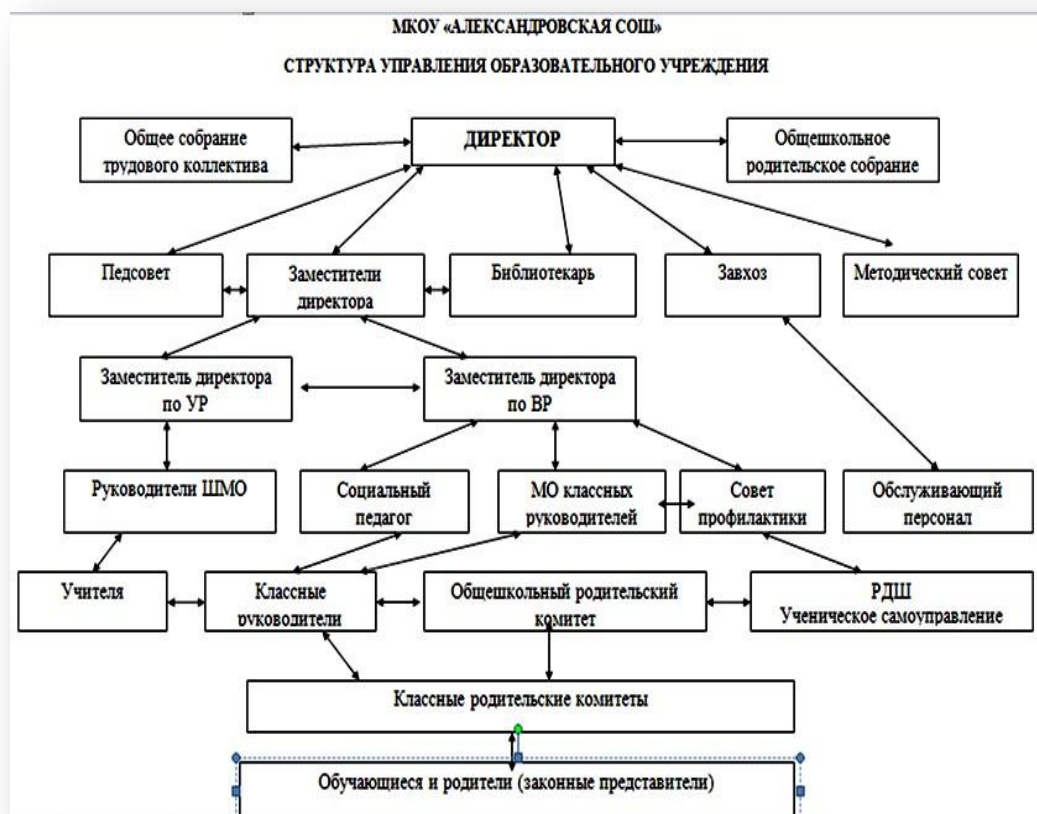 МКОУ «АЛЕКСАНДРОВСКАЯ СОШ»
СТРУКТУРА УПРАВЛЕНИЯ ОБРАЗОВАТЕЛЬНОГО УЧРЕЖДЕНИЯ
Общее собрание
трудового коллектива
ДИРЕКТОР
Общешкольное
родительское собрание
Педсовет
Заместители
директора
Библиотекарь
Завхоз
Методический совет
Заместитель директора
по УР
Заместитель директора
по ВР
Руководители ШМО
Социальный
педагог
МО классных
руководителей
Совет
профилактики
Обслуживающий
персонал
Учителя
Классные
руководители
Общешкольный родительский
комитет
РДШ
Ученическое самоуправление
Классные родительские комитеты
Обучающиеся и родители (законные представители)